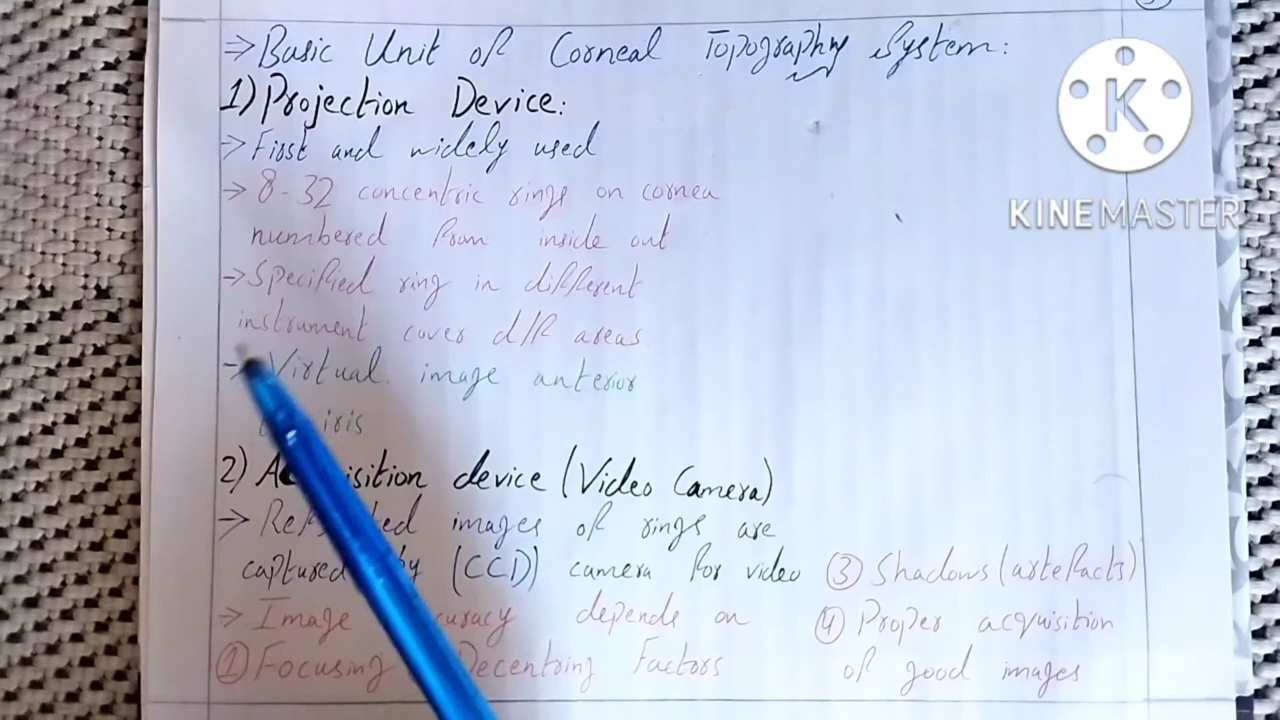 ⇒ Basic Unit of Corneal Topography System:
1) Projection Device:
→ First and widely used
→ 8-32 concentric rings on cornea
numbered from inside out
→ Specified ring in different
instrument cover d/f areas
→ Virtual image anterior
iris
2) Acquisition device (Video Camera)
→ Reflected images of rings are
captured by (CCD) camera for video
→ Image accuracy depends on
① Focusing Decentring Factors
③ Shadows (artefacts)
④ Proper acquisition
of good images
K
KINEMASTER